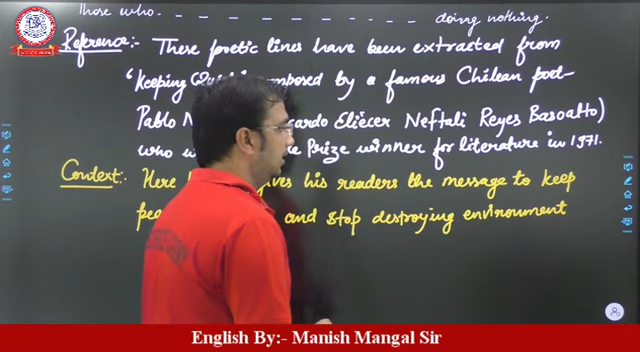 Those who - - - - - - - - - - doing nothing.
Reference:- These poetic lines have been extracted from
'Keeping composed by a famous Chilean poet
Pablo Eliécer Neftali Reyes Basoalto)
who Prize winner for literature in 1971.
Context:- Here gives his readers the message to keep
and stop destroying environment
English By:- Manish Mangal Sir